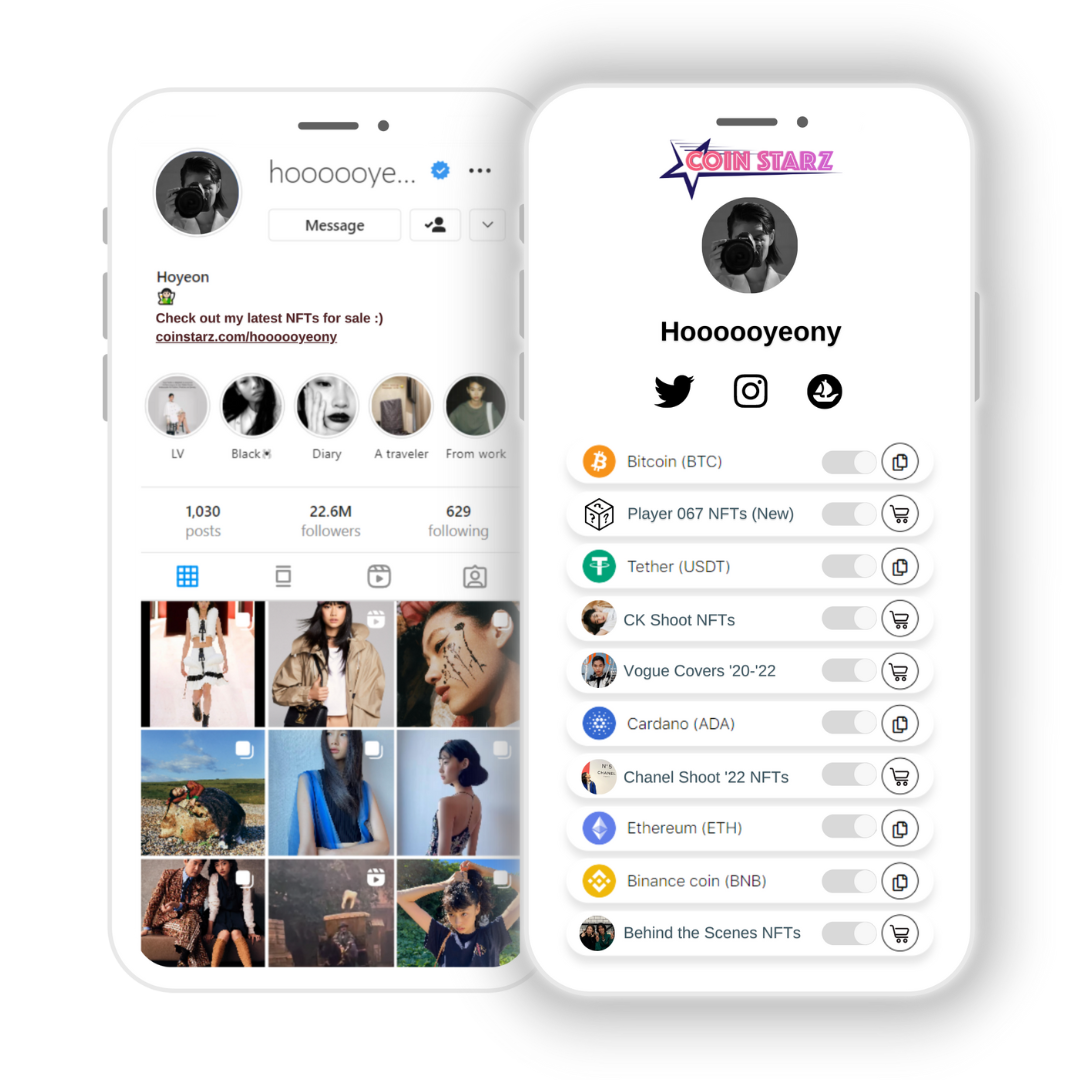 hoooooye...
Message
Hoyeon
Check out my latest NFTs for sale :)
coinstarz.com/hoooooyeony
LV
Black
Diary
A traveler
From work
1,030
posts
22.6M
followers
629
following
COIN STARZ
Hoooooyeony
Bitcoin (BTC)
Player 067 NFTs (New)
Tether (USDT)
CK Shoot NFTs
Vogue Covers '20-'22
Cardano (ADA)
N°5
CHANEL
Chanel Shoot '22 NFTs
Ethereum (ETH)
Binance coin (BNB)
Behind the Scenes NFTs